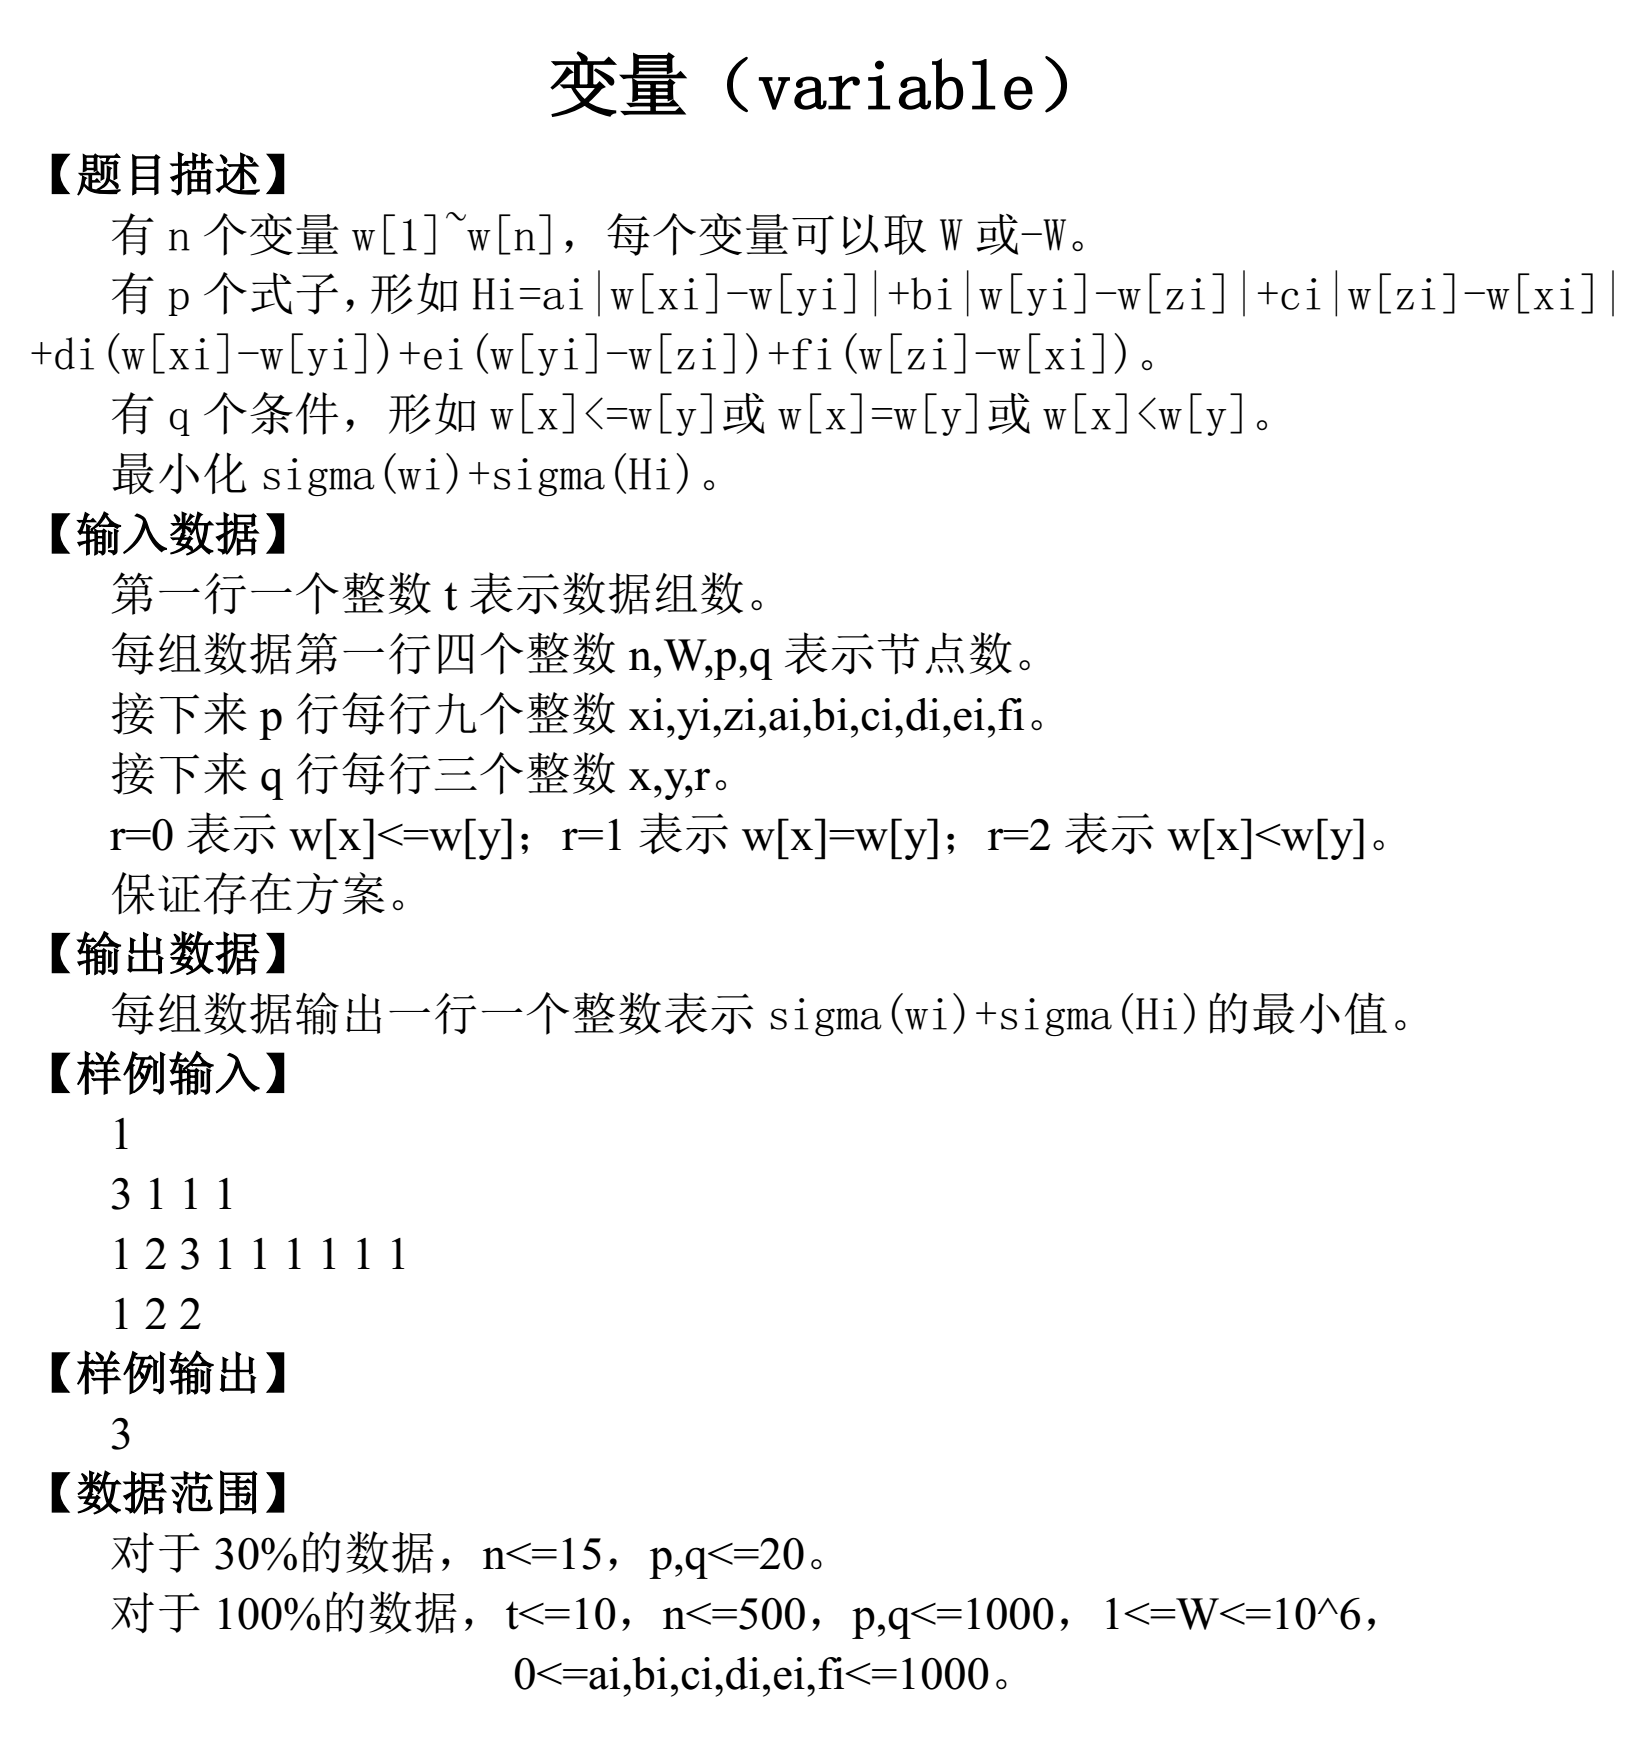 变量（variable）
【题目描述】
有 n 个变量 w[1]~w[n]，每个变量可以取 W 或-W。
有 p 个式子，形如 Hi=ai|w[xi]-w[yi]|+bi|w[yi]-w[zi]|+ci|w[zi]-w[xi]|
+di(w[xi]-w[yi])+ei(w[yi]-w[zi])+fi(w[zi]-w[xi])。
有 q 个条件，形如 w[x]<=w[y]或 w[x]=w[y]或 w[x]<w[y]。
最小化 sigma(wi)+sigma(Hi)。
【输入数据】
第一行一个整数 t 表示数据组数。
每组数据第一行四个整数 n,W,p,q 表示节点数。
接下来 p 行每行九个整数 xi,yi,zi,ai,bi,ci,di,ei,fi。
接下来 q 行每行三个整数 x,y,r。
r=0 表示 w[x]<=w[y]；r=1 表示 w[x]=w[y]；r=2 表示 w[x]<w[y]。
保证存在方案。
【输出数据】
每组数据输出一行一个整数表示 sigma(wi)+sigma(Hi)的最小值。
【样例输入】
1
3 1 1 1
1 2 3 1 1 1 1 1 1
1 2 2
【样例输出】
3
【数据范围】
对于 30%的数据，n<=15，p,q<=20。
对于 100%的数据，t<=10，n<=500，p,q<=1000，1<=W<=10^6，
0<=ai,bi,ci,di,ei,fi<=1000。